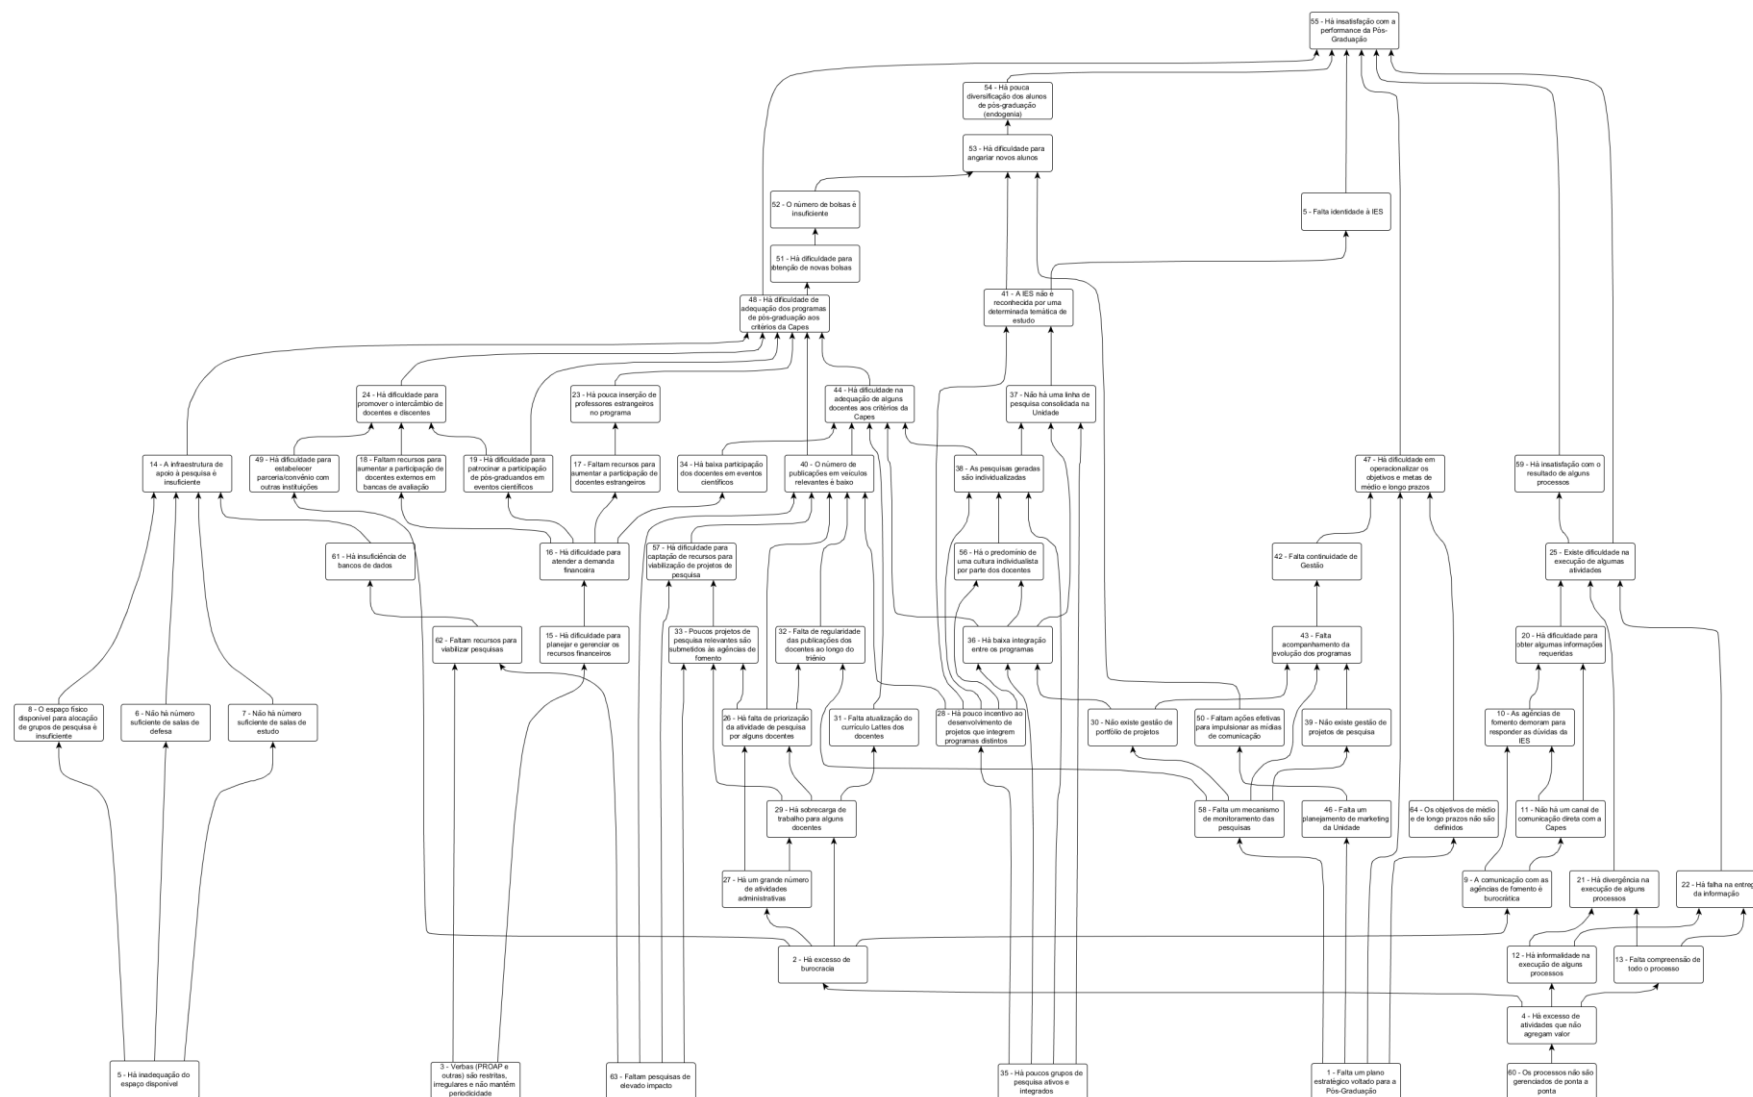 55 - Há insatisfação com a
performance da Pós-
Graduação
54 - Há pouca
diversificação dos alunos
de pós-graduação
(endogenia)
53 - Há dificuldade para
angariar novos alunos
52 - O número de bolsas é
insuficiente
5 - Falta identidade à IES
51 - Há dificuldade para
obtenção de novas bolsas
48 - Há dificuldade de
adequação dos programas
de pós-graduação aos
critérios da Capes
41 - A IES não é
reconhecida por uma
determinada temática de
estudo
24 - Há dificuldade para
promover o intercâmbio de
docentes e discentes
23 - Há pouca inserção de
professores estrangeiros
no programa
44 - Há dificuldade na
adequação de alguns
docentes aos critérios da
Capes
37 - Não há uma linha de
pesquisa consolidada na
Unidade
14 - A infraestrutura de
apoio à pesquisa é
insuficiente
49 - Há dificuldade para
estabelecer
parceria/convênio com
outras instituições
18 - Faltam recursos para
aumentar a participação de
docentes externos em
bancas de avaliação
19 - Há dificuldade para
patrocinar a participação
de pós-graduandos em
eventos científicos
17 - Faltam recursos para
aumentar a participação de
docentes estrangeiros
34 - Há baixa participação
dos docentes em eventos
científicos
40 - O número de
publicações em veículos
relevantes é baixo
38 - As pesquisas geradas
são individualizadas
47 - Há dificuldade em
operacionalizar os
objetivos e metas de
médio e longo prazos
59 - Há insatisfação com o
resultado de alguns
processos
61 - Há insuficiência de
bancos de dados
16 - Há dificuldade para
atender a demanda
financeira
57 - Há dificuldade para
captação de recursos para
viabilização de projetos de
pesquisa
56 - Há o predomínio de
uma cultura individualista
por parte dos docentes
42 - Falta continuidade de
Gestão
25 - Existe dificuldade na
execução de algumas
atividades
62 - Faltam recursos para
viabilizar pesquisas
15 - Há dificuldade para
planejar e gerenciar os
recursos financeiros
33 - Poucos projetos de
pesquisa relevantes são
submetidos às agências de
fomento
32 - Falta de regularidade
das publicações dos
docentes ao longo do
triênio
36 - Há baixa integração
entre os programas
43 - Falta
acompanhamento da
evolução dos programas
20 - Há dificuldade para
obter algumas informações
requeridas
8 - O espaço físico
disponível para alocação
de grupos de pesquisa é
insuficiente
6 - Não há número
suficiente de salas de
defesa
7 - Não há número
suficiente de salas de
estudo
26 - Há falta de priorização
da atividade de pesquisa
por alguns docentes
31 - Falta atualização do
currículo Lattes dos
docentes
28 - Há pouco incentivo ao
desenvolvimento de
projetos que integrem
programas distintos
30 - Não existe gestão de
portfólio de projetos
50 - Faltam ações efetivas
para impulsionar as mídias
de comunicação
39 - Não existe gestão de
projetos de pesquisa
10 - As agências de
fomento demoram para
responder as dúvidas da
IES
29 - Há sobrecarga de
trabalho para alguns
docentes
58 - Falta um mecanismo
de monitoramento das
pesquisas
46 - Falta um
planejamento de marketing
da Unidade
64 - Os objetivos de médio
e de longo prazos não são
definidos
11 - Não há um canal de
comunicação direta com a
Capes
27 - Há um grande número
de atividades
administrativas
9 - A comunicação com as
agências de fomento é
burocrática
21 - Há divergência na
execução de alguns
processos
22 - Há falha na entreg
da informação
2 - Há excesso de
burocracia
12 - Há informalidade na
execução de alguns
processos
13 - Falta compreensão de
todo o processo
4 - Há excesso de
atividades que não
agregam valor
5 - Há inadequação do
espaço disponível
3 - Verbas (PROAP e
outras) são restritas,
irregulares e não mantém
periodicidade
63 - Faltam pesquisas de
elevado impacto
35 - Há poucos grupos de
pesquisa ativos e
integrados
1 - Falta um plano
estratégico voltado para a
Pós-Graduação
60 - Os processos não são
gerenciados de ponta a
ponta